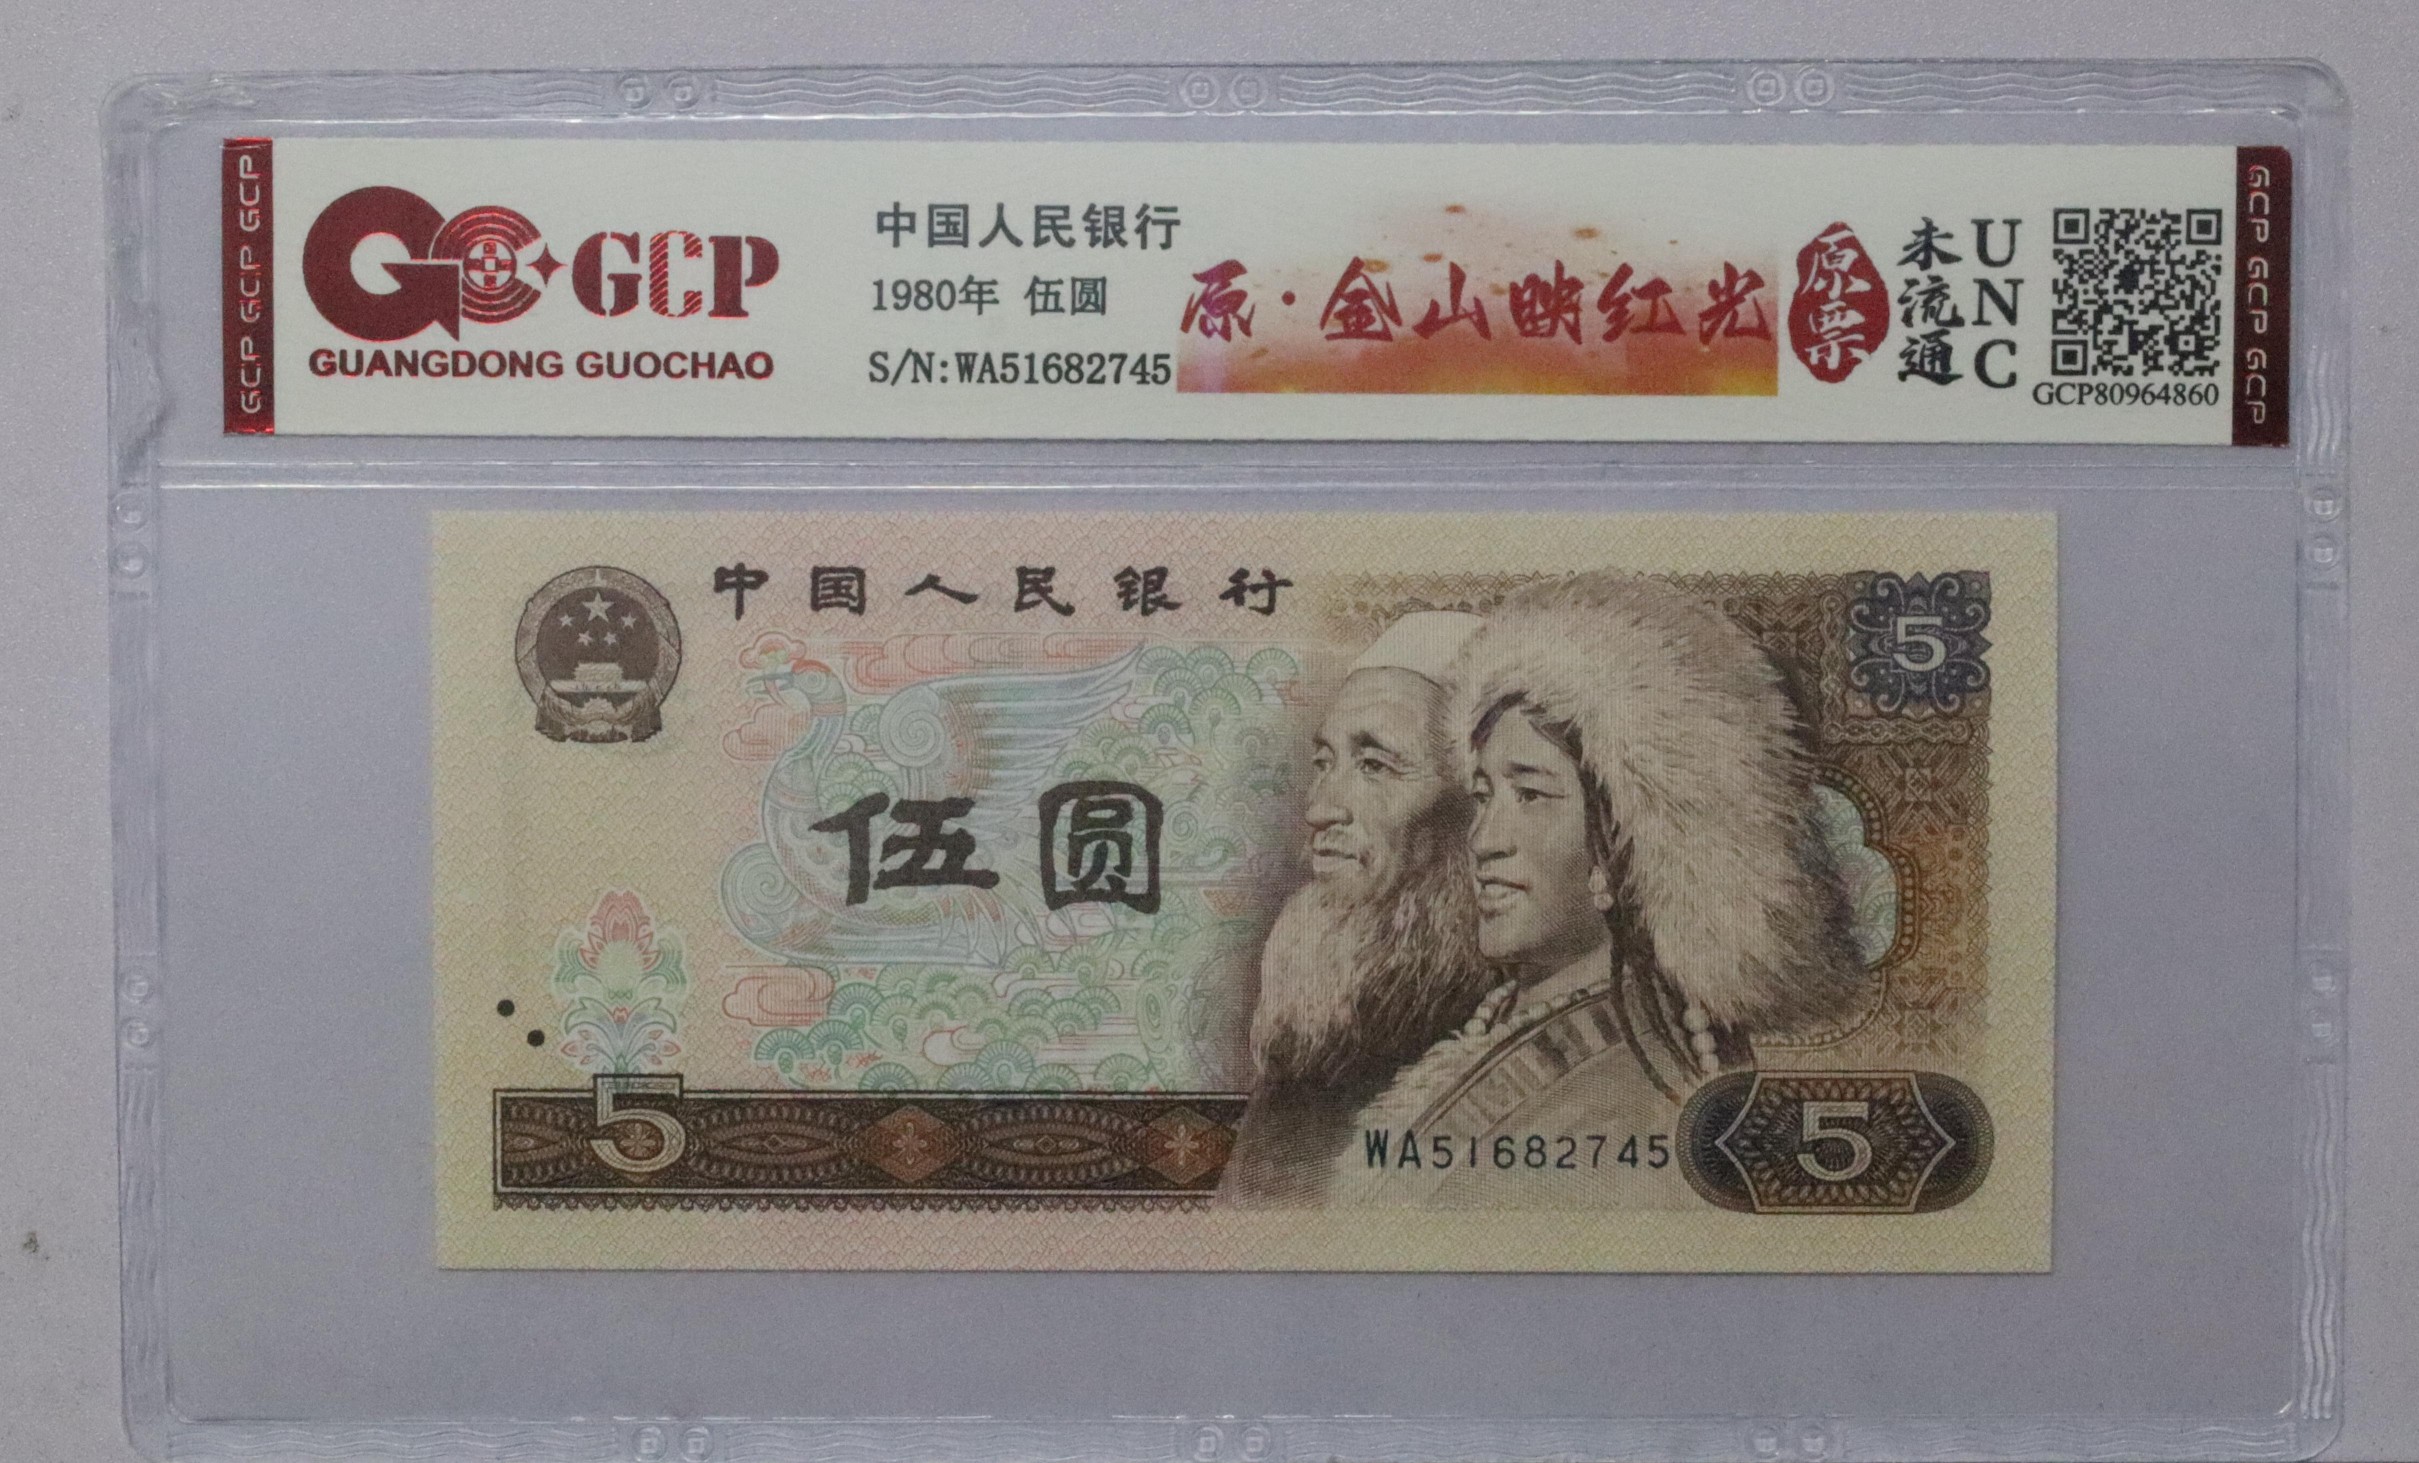 GCP GCP GCP
GCP
GUANGDONG GUOCHAO
中国人民银行
1980年 伍圆
S/N:WA51682745
原·金山映红光
原票
未流通
UNC
GCP80964860
GCP GCP GCP
中国人民银行
5
伍圆
5
WA51682745
5